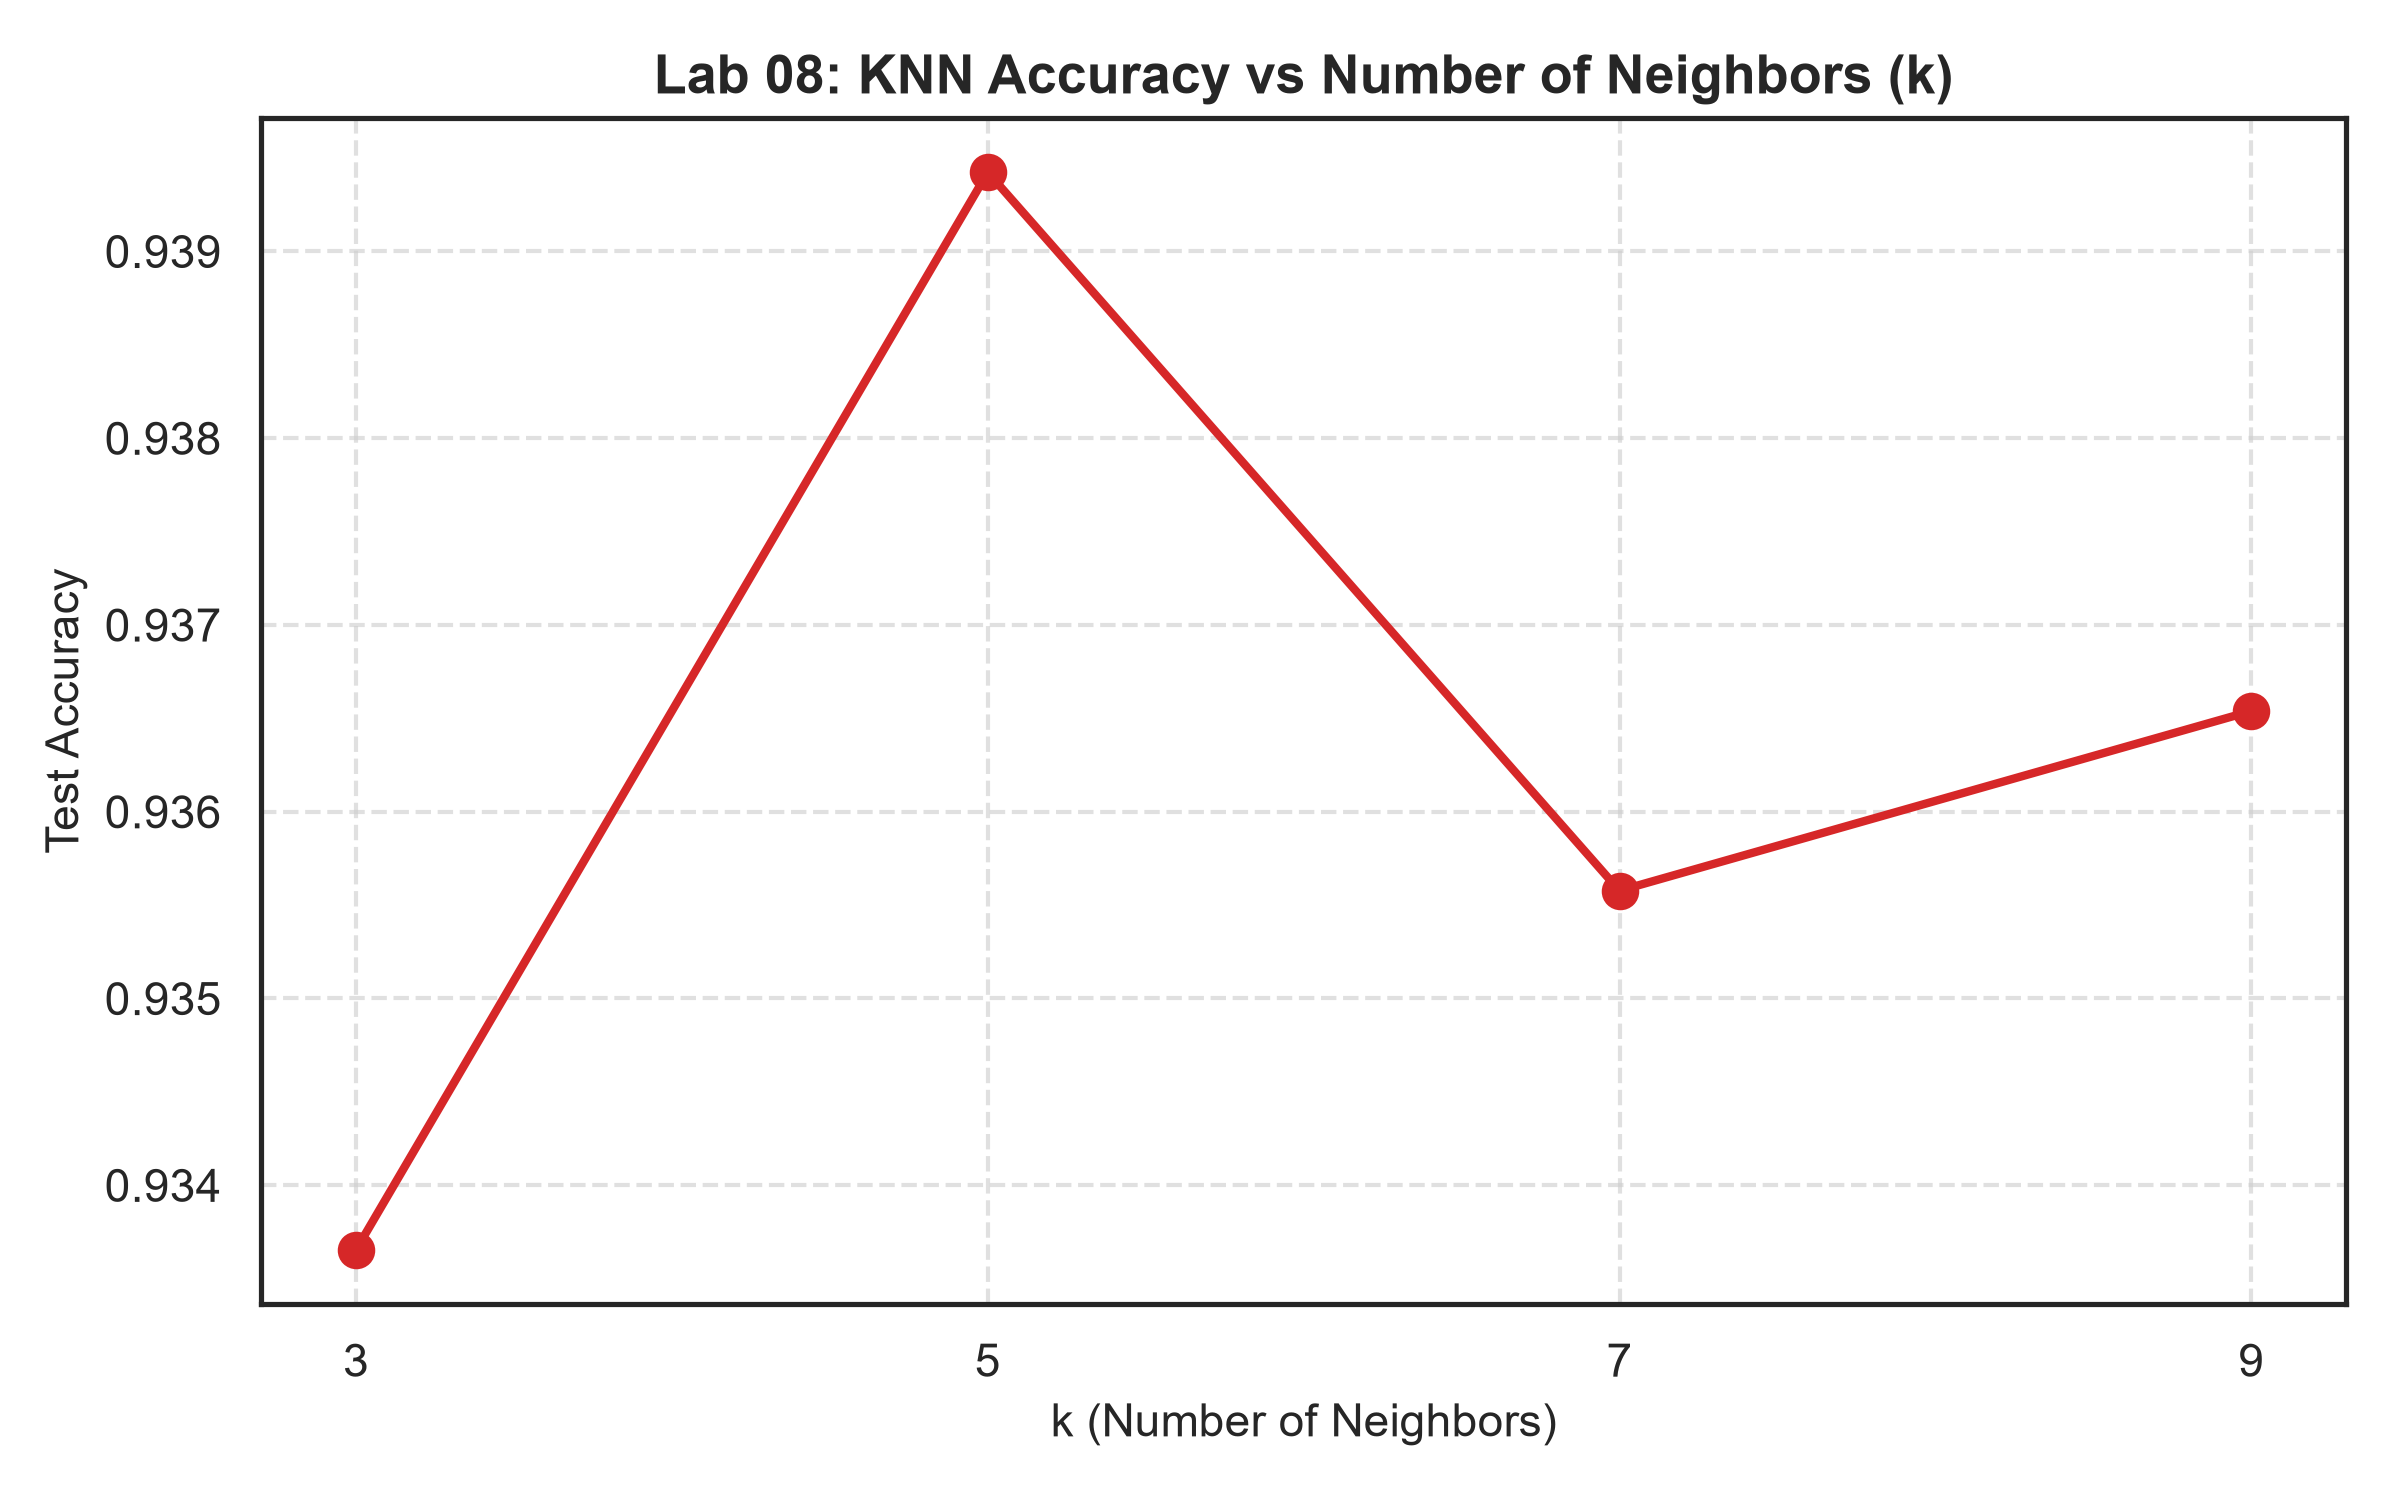 Lab 08: KNN Accuracy vs Number of Neighbors (k)
Test Accuracy
0.939
0.938
0.937
0.936
0.935
0.934
3 5 7 9
k (Number of Neighbors)